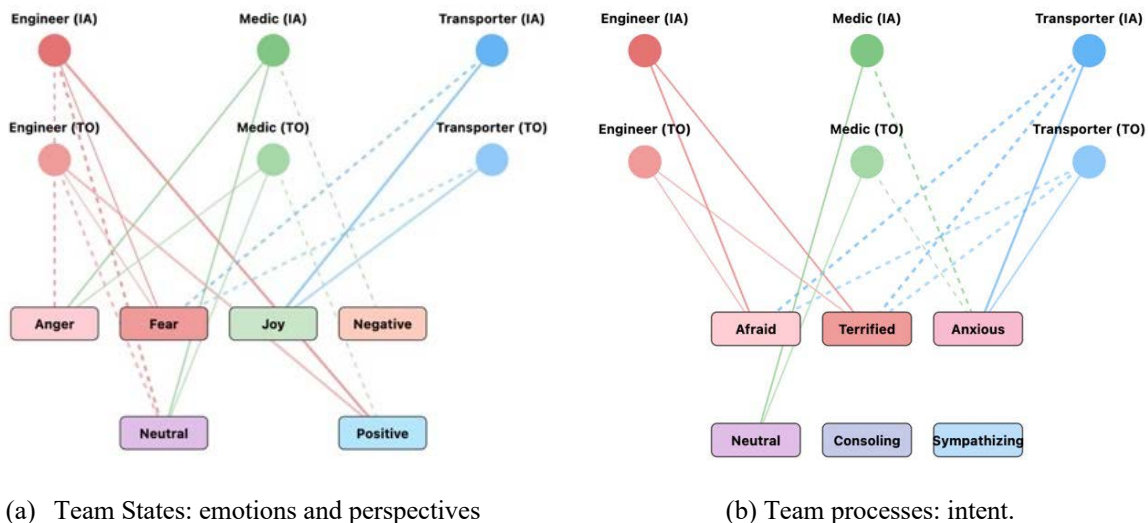 Engineer (IA)
Medic (IA)
Transporter (IA)
Engineer (TO)
Medic (TO)
Transporter (TO)
Anger
Fear
Joy
Negative
Neutral
Positive
(a) Team States: emotions and perspectives
Engineer (IA)
Medic (IA)
Transporter (IA)
Engineer (TO)
Medic (TO)
Transporter (TO)
Afraid
Terrified
Anxious
Neutral
Consoling
Sympathizing
(b) Team processes: intent.